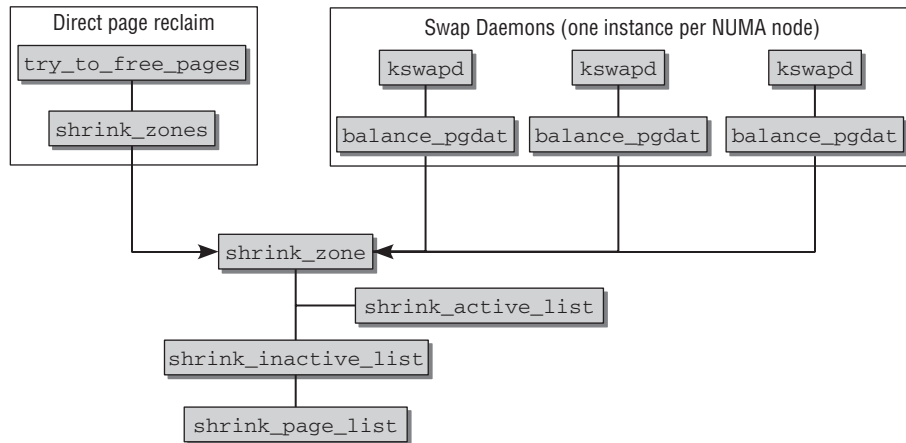 Direct page reclaim
try_to_free_pages
shrink_zones
Swap Daemons (one instance per NUMA node)
kswapd kswapd kswapd
balance_pgdat balance_pgdat balance_pgdat
shrink_zone
shrink_active_list
shrink_inactive_list
shrink_page_list